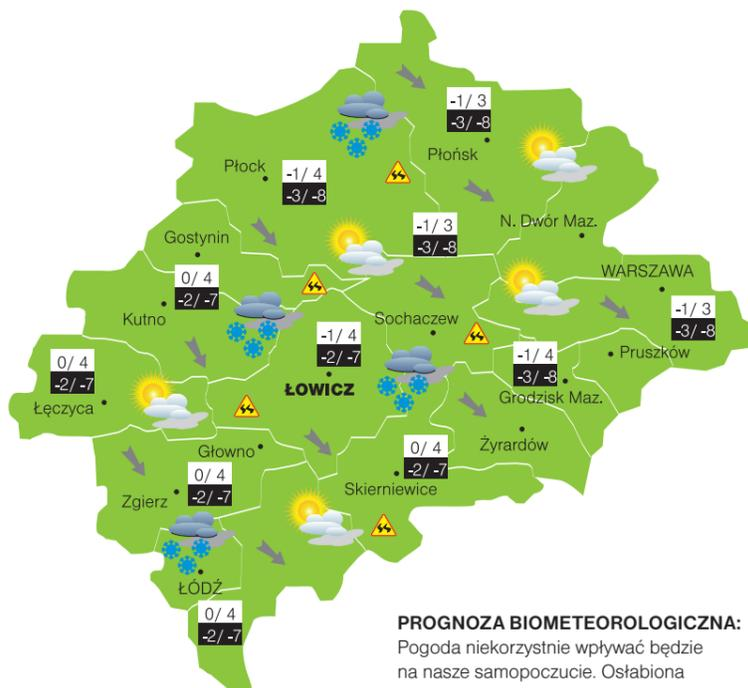 -1/ 3
-3/ -8
Płońsk
Płock
-1/ 4
-3/ -8
-1/ 3
-3/ -8
N. Dwór Maz.
Gostynin
WARSZAWA
0/ 4
-2/ -7
Kutno
-1/ 3
-3/ -8
Sochaczew
-1/ 4
-2/ -7
ŁOWICZ
Pruszków
0/ 4
-2/ -7
Łęczyca
-1/ 4
-3/ -8
Grodzisk Maz.
Żyrardów
Głowno
0/ 4
-2/ -7
Skierniewice
0/ 4
-2/ -7
Zgierz
ŁÓDŹ
0/ 4
-2/ -7
PROGNOZA BIOMETEOROLOGICZNA:
Pogoda niekorzystnie wpływać będzie
na nasze samopoczucie. Osłabiona